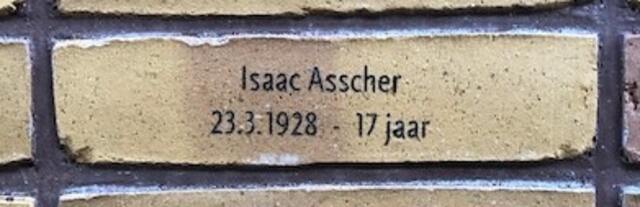 Isaac Asscher
23.3.1928 - 17 jaar